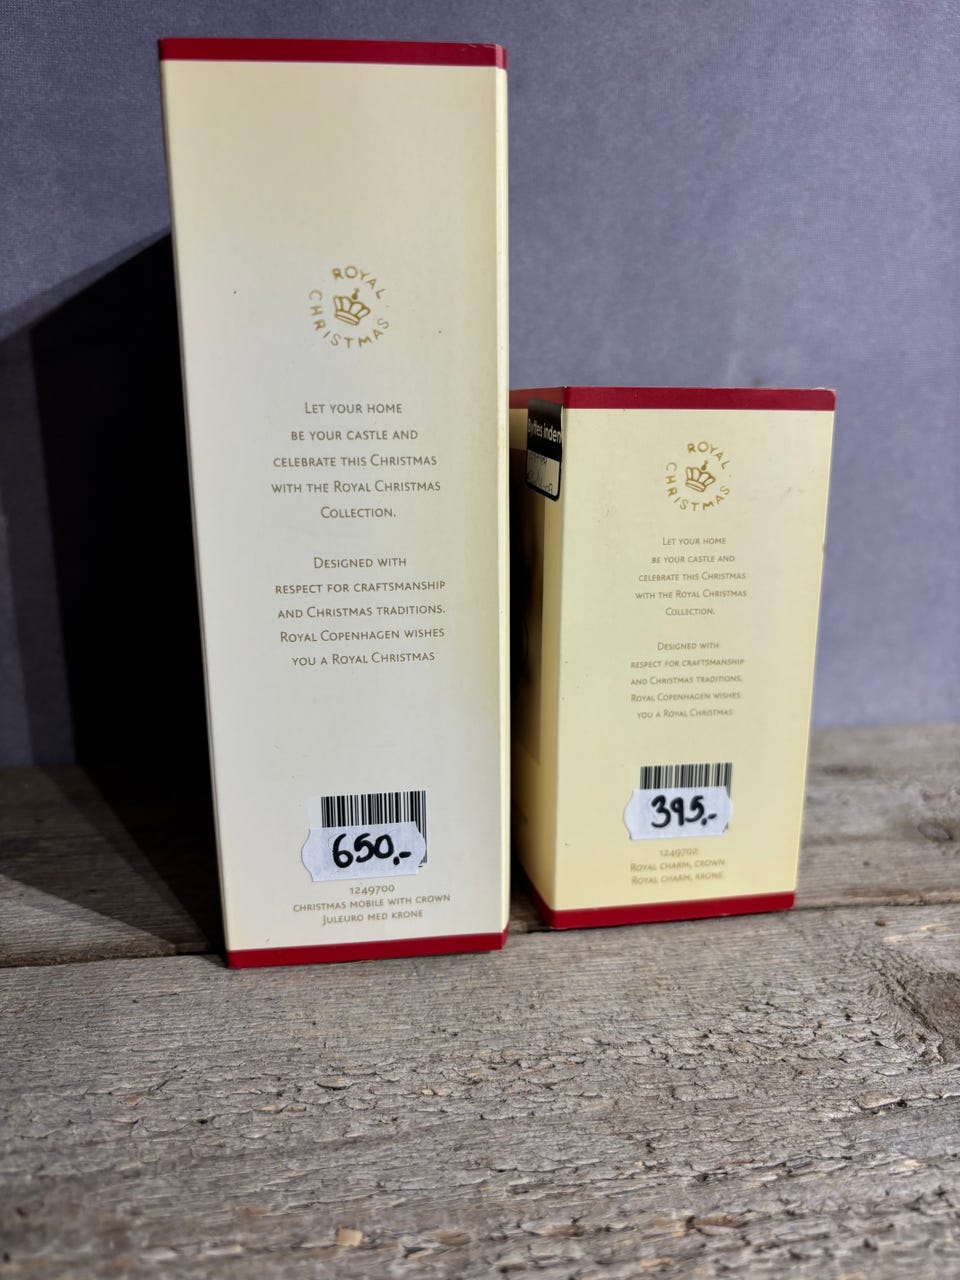 ROYAL CHRISTMAS
LET YOUR HOME
BE YOUR CASTLE AND
CELEBRATE THIS CHRISTMAS
WITH THE ROYAL CHRISTMAS
COLLECTION.
DESIGNED WITH
RESPECT FOR CRAFTSMANSHIP
AND CHRISTMAS TRADITIONS.
ROYAL COPENHAGEN WISHES
YOU A ROYAL CHRISTMAS
650,-
1249700
CHRISTMAS MOBILE WITH CROWN
JULEURO MED KRONE
Byttes inden
ROYAL CHRISTMAS
LET YOUR HOME
BE YOUR CASTLE AND
CELEBRATE THIS CHRISTMAS
WITH THE ROYAL CHRISTMAS
COLLECTION.
DESIGNED WITH
RESPECT FOR CRAFTSMANSHIP
AND CHRISTMAS TRADITIONS.
ROYAL COPENHAGEN WISHES
YOU A ROYAL CHRISTMAS
395,-
1249702
ROYAL CHARM, CROWN
ROYAL CHARM, KRONE